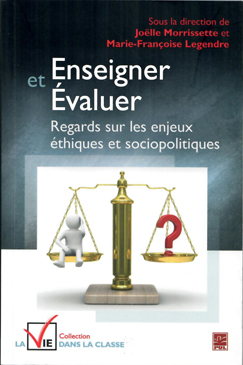 Sous la direction de
Joëlle Morrissette et
Marie-Françoise Legendre
et Enseigner
Évaluer
Regards sur les enjeux
éthiques et sociopolitiques
?
Collection
LA VIE DANS LA CLASSE
PUL